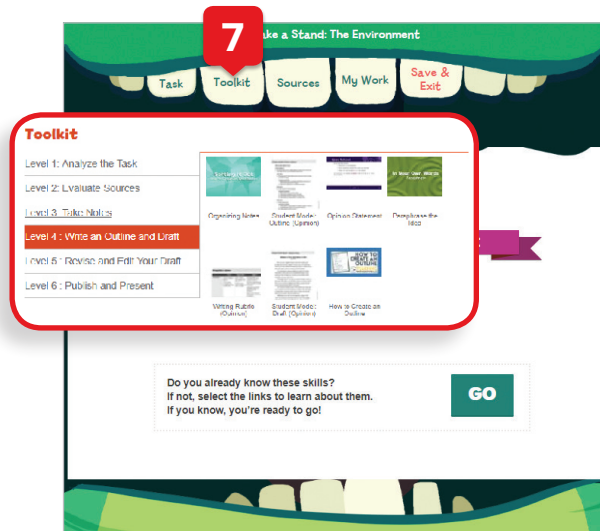 7
ke a Stand: The Environment
Task
Toolkit
Sources
My Work
Save &
Exit
Toolkit
Level 1: Analyze the Task
Level 2: Evaluate Sources
Level 3: Take Notes
Level 4 : Write an Outline and Draft
Level 5 : Revise and Edit Your Draft
Level 6 : Publish and Present
Organizing Notes
Student Model:
Outline (Opinion)
Opinion Statement
Paraphrase the
Idea
HOW TO
CREATE AN
OUTLINE
Writing Rubric
(Opinion)
Student Model:
Draft (Opinion)
How to Create an
Outline
Do you already know these skills?
If not, select the links to learn about them.
If you know, you're ready to go!
GO